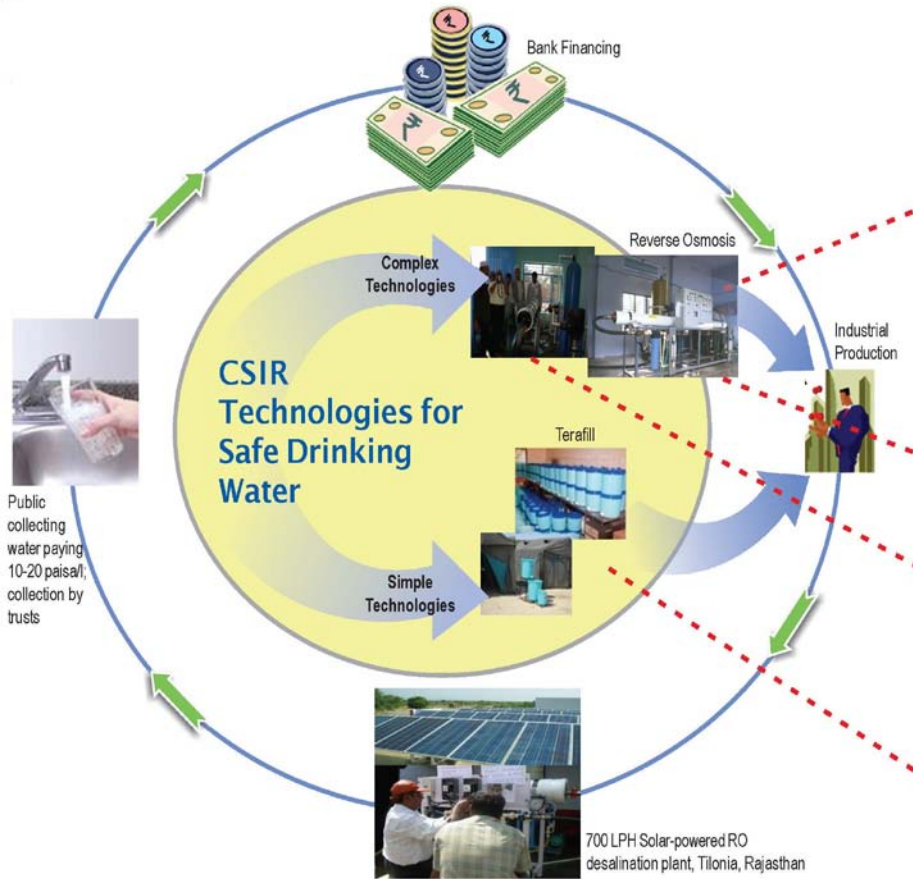 Bank Financing
Reverse Osmosis
Complex
Technologies
Industrial
Production
CSIR
Technologies for
Safe Drinking
Water
Terafill
Public
collecting
water paying
10-20 paisa/l;
collection by
trusts
Simple
Technologies
700 LPH Solar-powered RO
desalination plant, Tilonia, Rajasthan